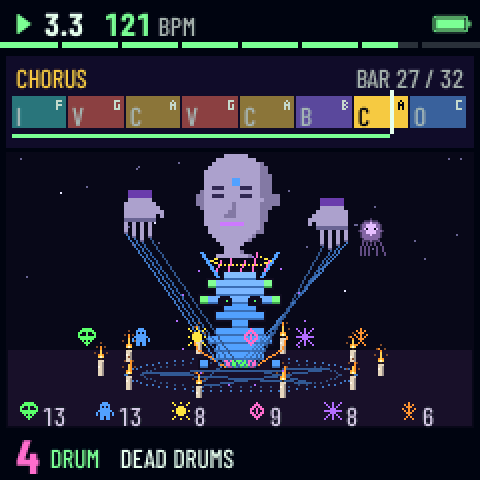 3.3 121 BPM
CHORUS BAR 27 / 32
I F V G C A V G C A B B C A O C
13 13 8 9 8 6
4 DRUM DEAD DRUMS